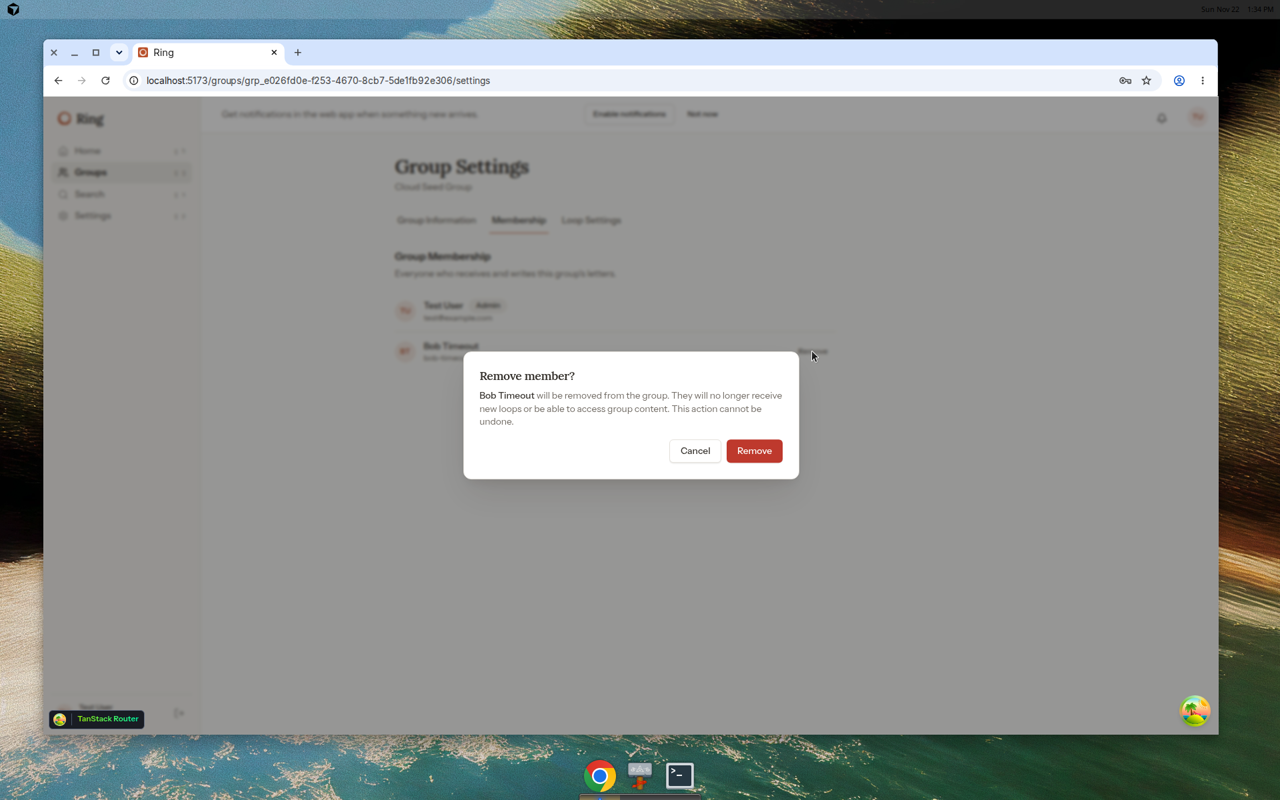 Sun Nov 22 1:34 PM
Ring
localhost:5173/groups/grp_e026fd0e-f253-4670-8cb7-5de1fb92e306/settings
Ring
Get notifications in the web app when something new arrives.
Enable notifications
Not now
Home
Groups
Search
Settings
Group Settings
Cloud Seed Group
Group Information
Membership
Loop Settings
Group Membership
Everyone who receives and writes this group's letters.
Test User
Admin
test@example.com
Bob Timeout
Remove member?
Bob Timeout will be removed from the group. They will no longer receive
new loops or be able to access group content. This action cannot be
undone.
Cancel
Remove
Test User
TanStack Router